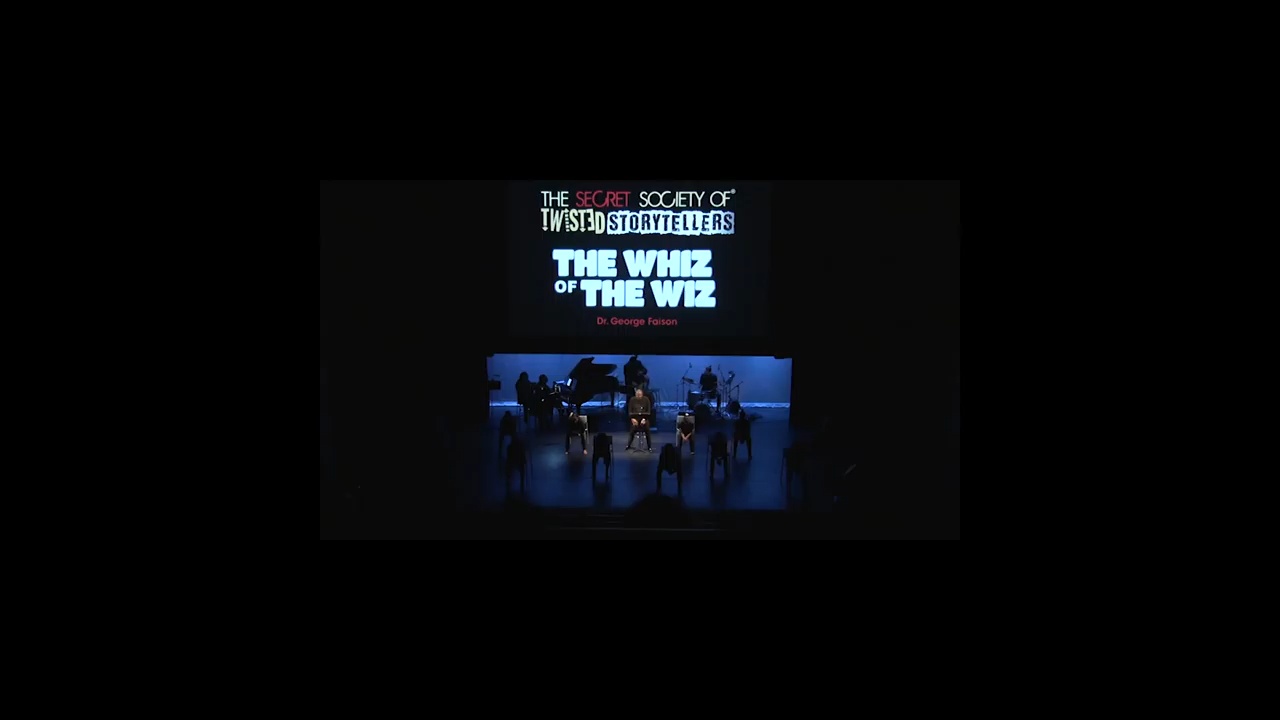 THE SECRET SOCIETY OF®
TWISTED STORYTELLERS
THE WHIZ
OF THE WIZ
Dr. George Faison